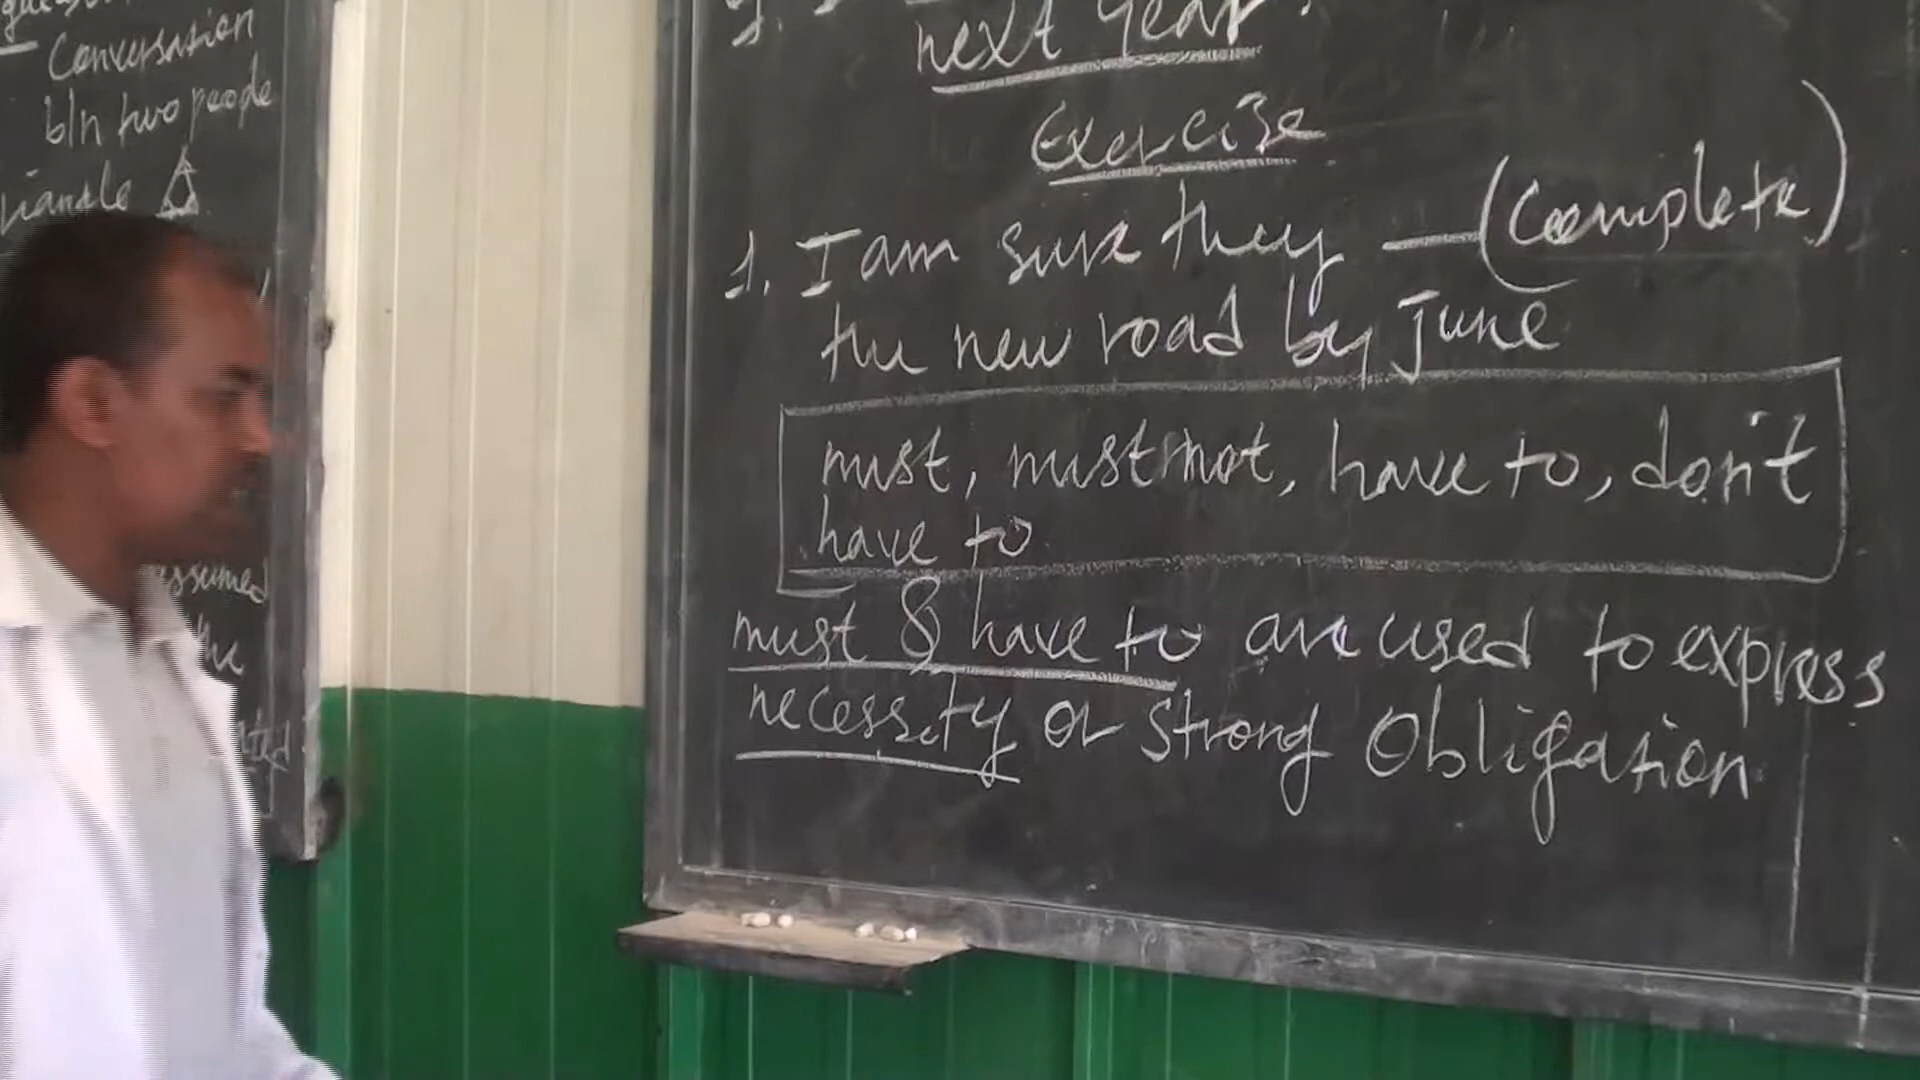 Conversation
b/n two people
next year.
Exercise
1. I am sure they — (Complete)
the new road by june
must, must not, have to, don't
have to
must & have to are used to express
necessity or strong Obligation